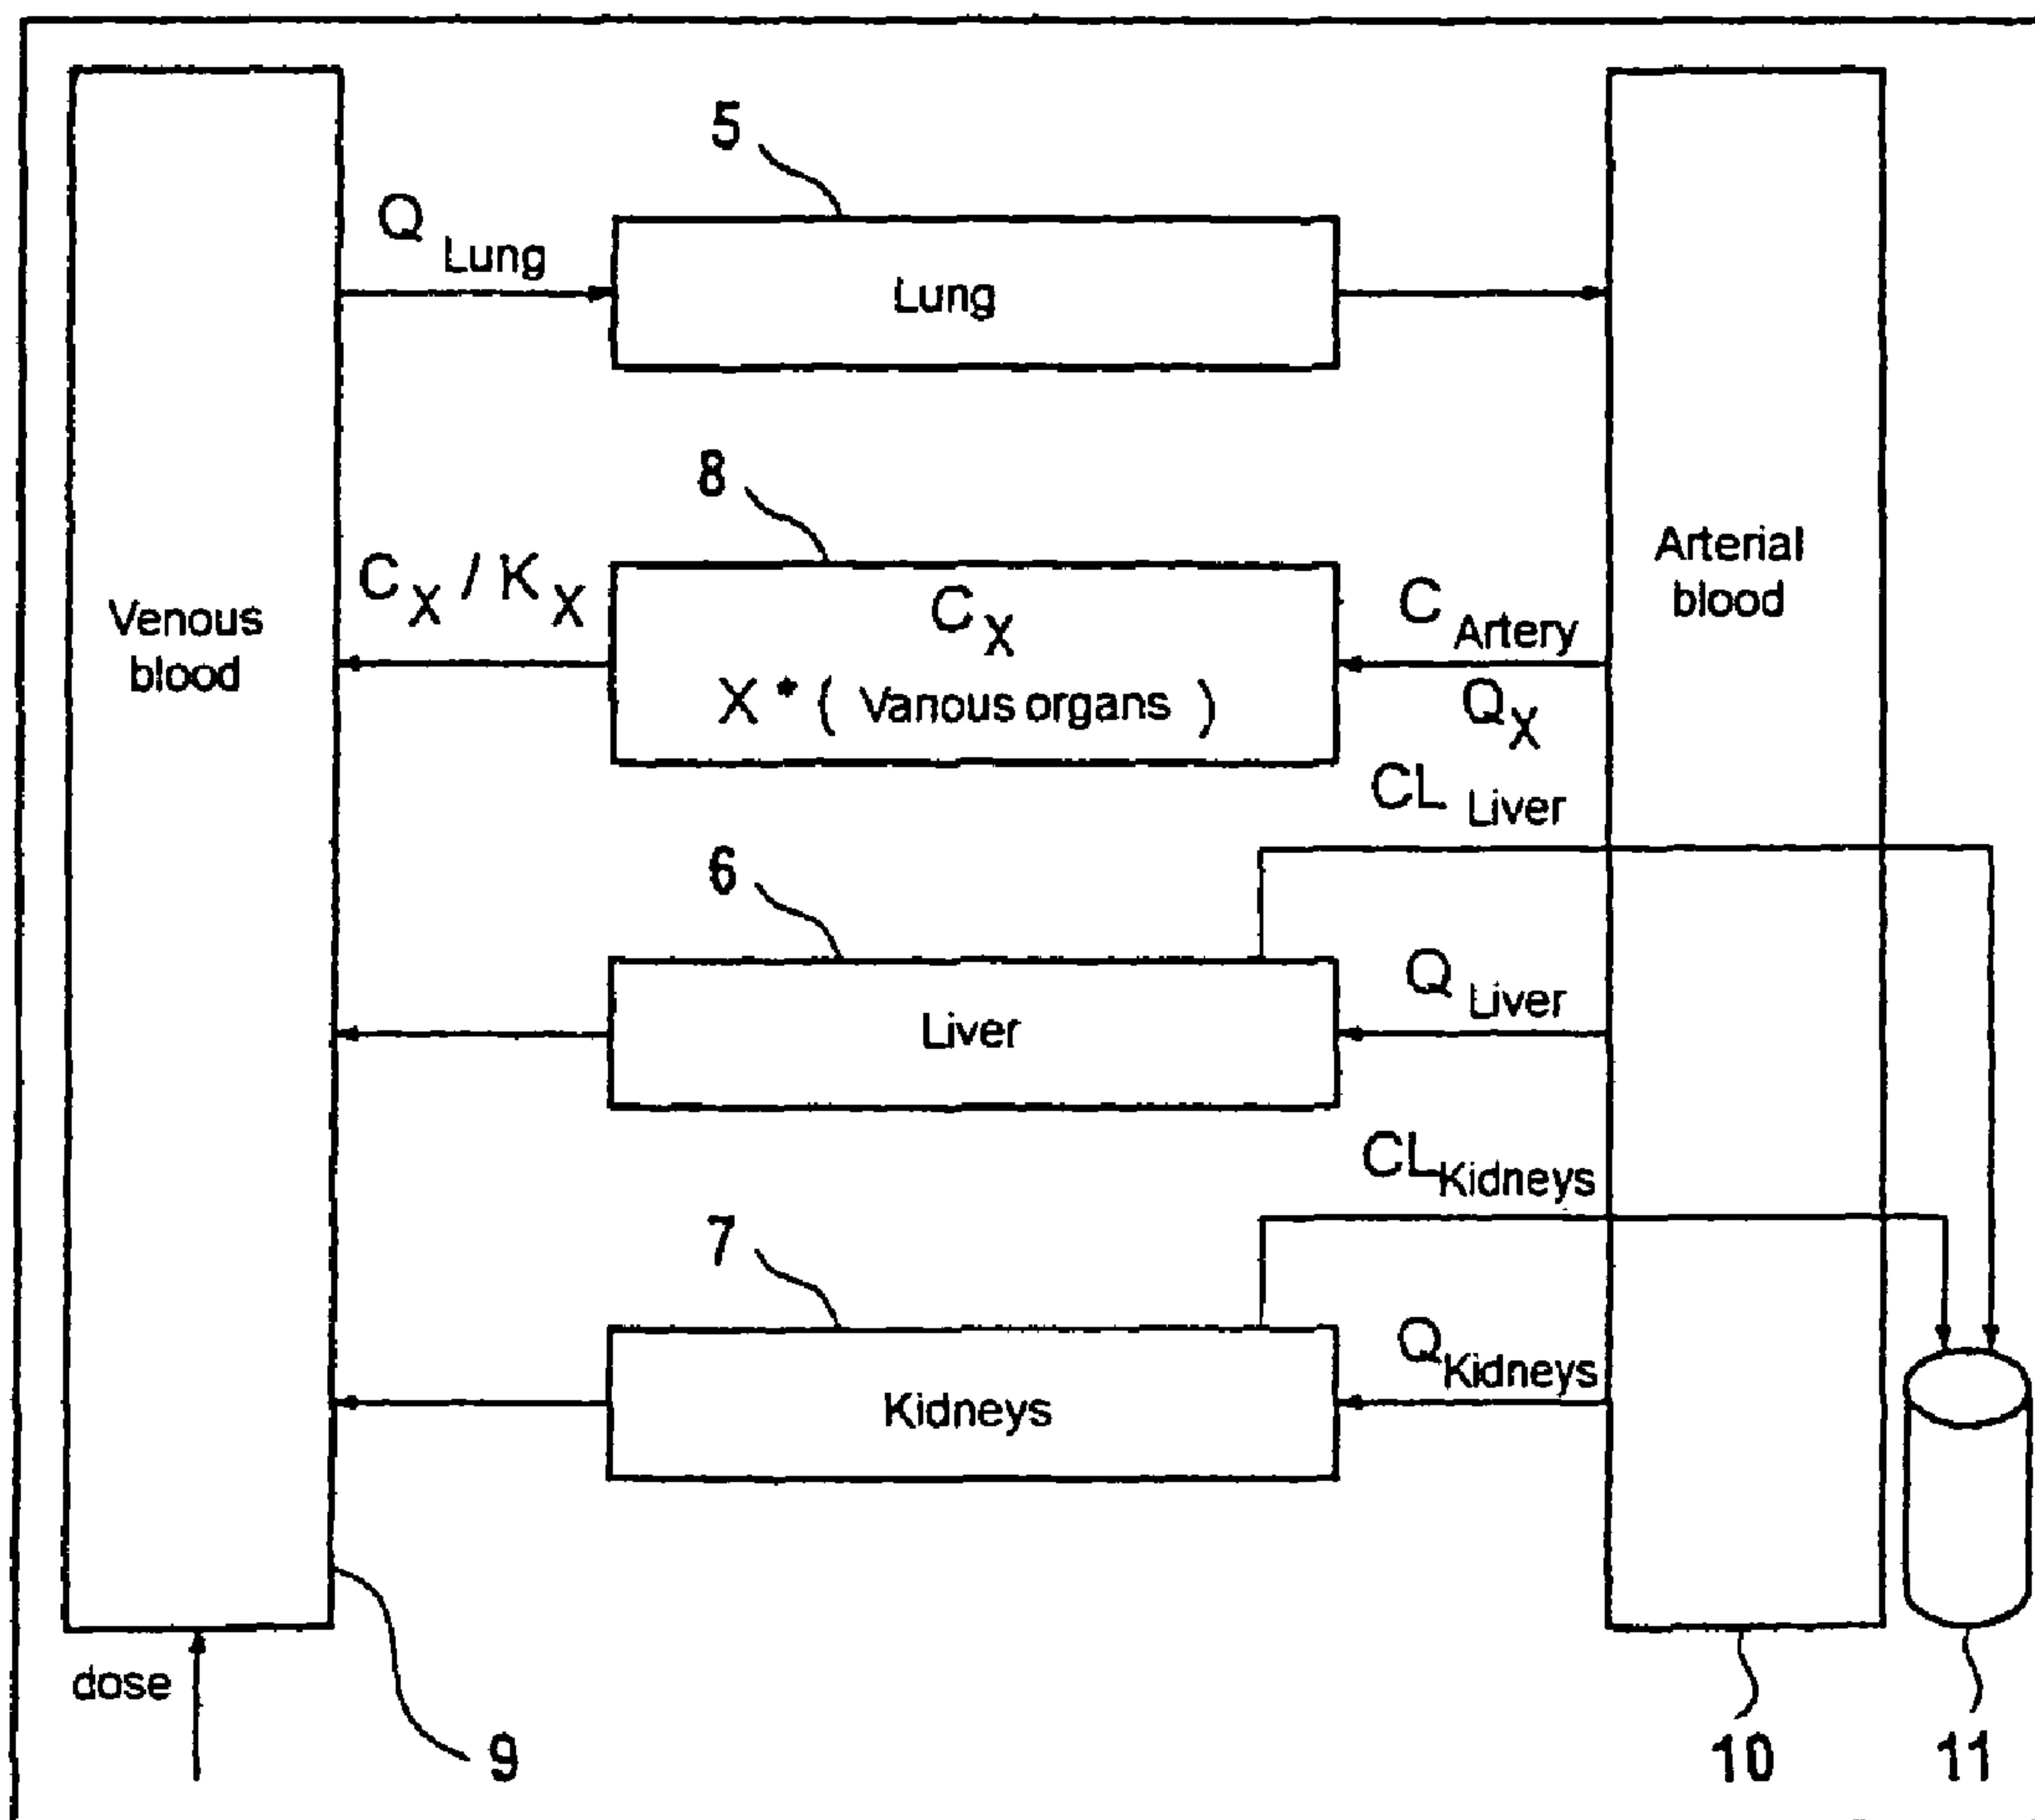 5
Q Lung
Lung
8
C X / K X
C X
X * ( Vanous organs )
C Artery
Q X
Venous
blood
Arterial
blood
CL Liver
6
Q Liver
Liver
CL Kidneys
7
Q Kidneys
Kidneys
dose
9
10
11